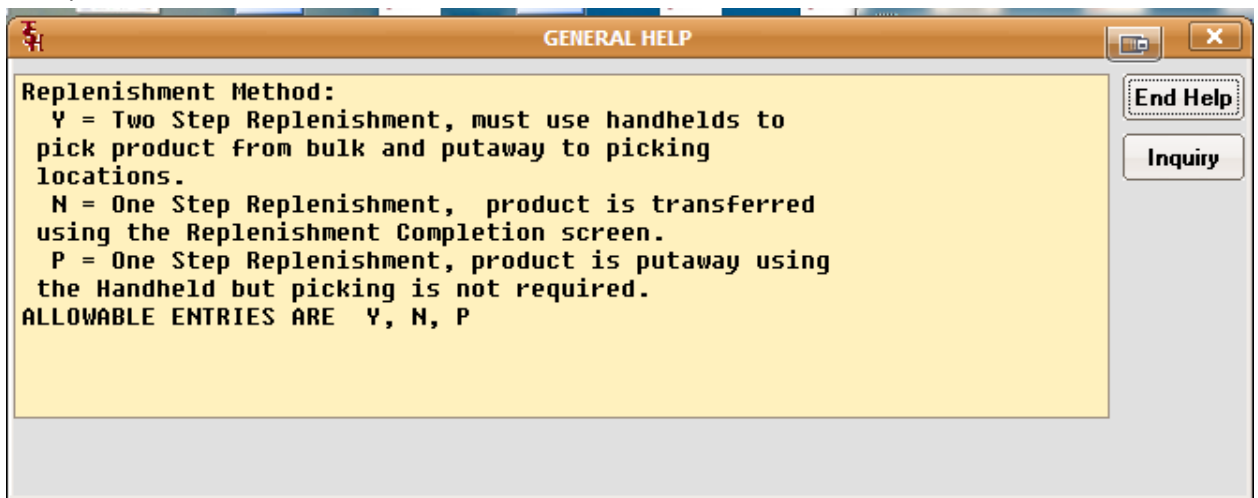 GENERAL HELP
Replenishment Method:
Y = Two Step Replenishment, must use handhelds to
pick product from bulk and putaway to picking
locations.
N = One Step Replenishment,  product is transferred
using the Replenishment Completion screen.
P = One Step Replenishment, product is putaway using
the Handheld but picking is not required.
ALLOWABLE ENTRIES ARE  Y, N, P
End Help
Inquiry